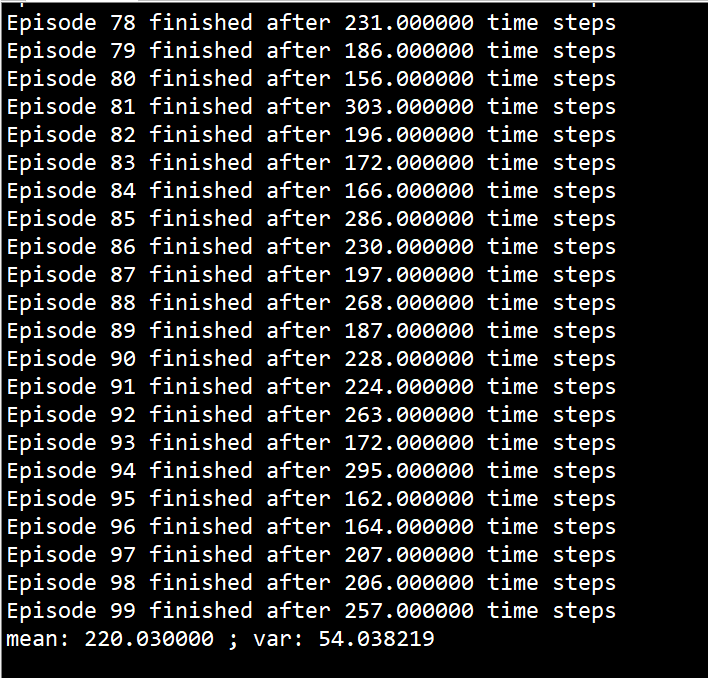 Episode 78 finished after 231.000000 time steps
Episode 79 finished after 186.000000 time steps
Episode 80 finished after 156.000000 time steps
Episode 81 finished after 303.000000 time steps
Episode 82 finished after 196.000000 time steps
Episode 83 finished after 172.000000 time steps
Episode 84 finished after 166.000000 time steps
Episode 85 finished after 286.000000 time steps
Episode 86 finished after 230.000000 time steps
Episode 87 finished after 197.000000 time steps
Episode 88 finished after 268.000000 time steps
Episode 89 finished after 187.000000 time steps
Episode 90 finished after 228.000000 time steps
Episode 91 finished after 224.000000 time steps
Episode 92 finished after 263.000000 time steps
Episode 93 finished after 172.000000 time steps
Episode 94 finished after 295.000000 time steps
Episode 95 finished after 162.000000 time steps
Episode 96 finished after 164.000000 time steps
Episode 97 finished after 207.000000 time steps
Episode 98 finished after 206.000000 time steps
Episode 99 finished after 257.000000 time steps
mean: 220.030000 ; var: 54.038219